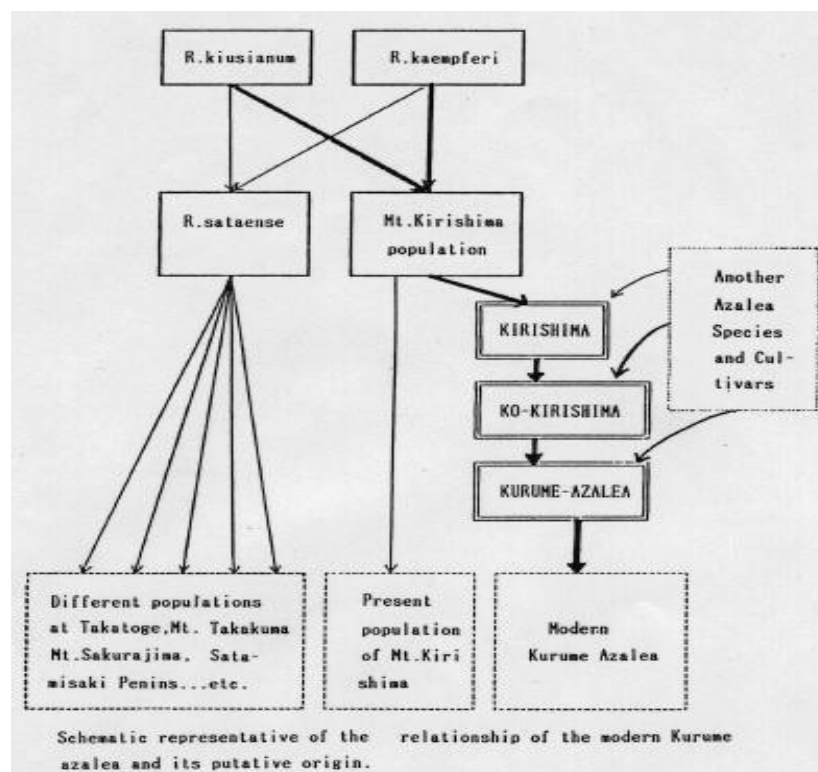 R.kiusianum
R.kaempferi
R.sataense
Mt.Kirishima
population
Another
Azalea
Species
and Cul-
tivars
KIRISHIMA
KO-KIRISHIMA
KURUME-AZALEA
Different populations
at Takatoge,Mt. Takakuma
Mt.Sakurajima, Sata-
misaki Penins...etc.
Present
population
of Mt.Kiri
shima
Modern
Kurume Azalea
Schematic representative of the relationship of the modern Kurume
azalea and its putative origin.